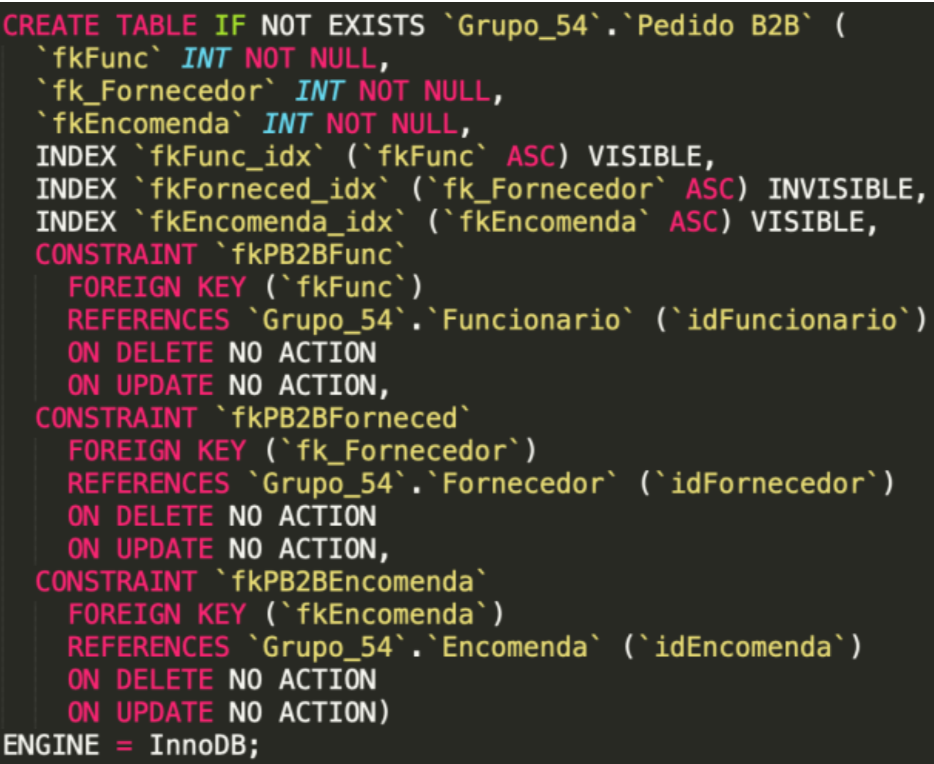 CREATE TABLE IF NOT EXISTS `Grupo_54`.`Pedido B2B` (
  `fkFunc` INT NOT NULL,
  `fk_Fornecedor` INT NOT NULL,
  `fkEncomenda` INT NOT NULL,
  INDEX `fkFunc_idx` (`fkFunc` ASC) VISIBLE,
  INDEX `fkForneced_idx` (`fk_Fornecedor` ASC) INVISIBLE,
  INDEX `fkEncomenda_idx` (`fkEncomenda` ASC) VISIBLE,
  CONSTRAINT `fkPB2BFunc`
    FOREIGN KEY (`fkFunc`)
    REFERENCES `Grupo_54`.`Funcionario` (`idFuncionario`)
    ON DELETE NO ACTION
    ON UPDATE NO ACTION,
  CONSTRAINT `fkPB2BForneced`
    FOREIGN KEY (`fk_Fornecedor`)
    REFERENCES `Grupo_54`.`Fornecedor` (`idFornecedor`)
    ON DELETE NO ACTION
    ON UPDATE NO ACTION,
  CONSTRAINT `fkPB2BEncomenda`
    FOREIGN KEY (`fkEncomenda`)
    REFERENCES `Grupo_54`.`Encomenda` (`idEncomenda`)
    ON DELETE NO ACTION
    ON UPDATE NO ACTION)
ENGINE = InnoDB;